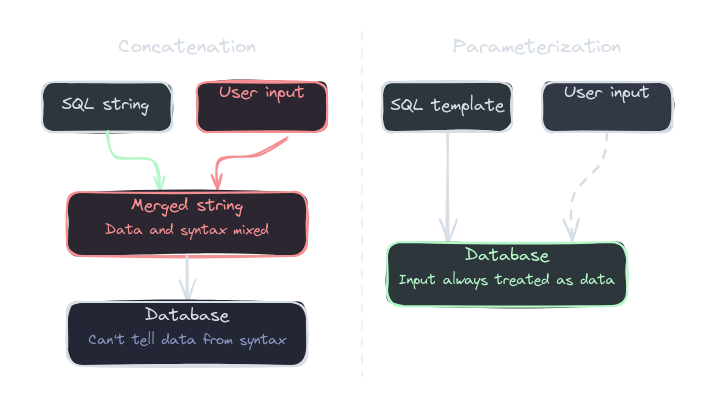 Concatenation
SQL string
User input
Merged string
Data and syntax mixed
Database
Can't tell data from syntax
Parameterization
SQL template
User input
Database
Input always treated as data